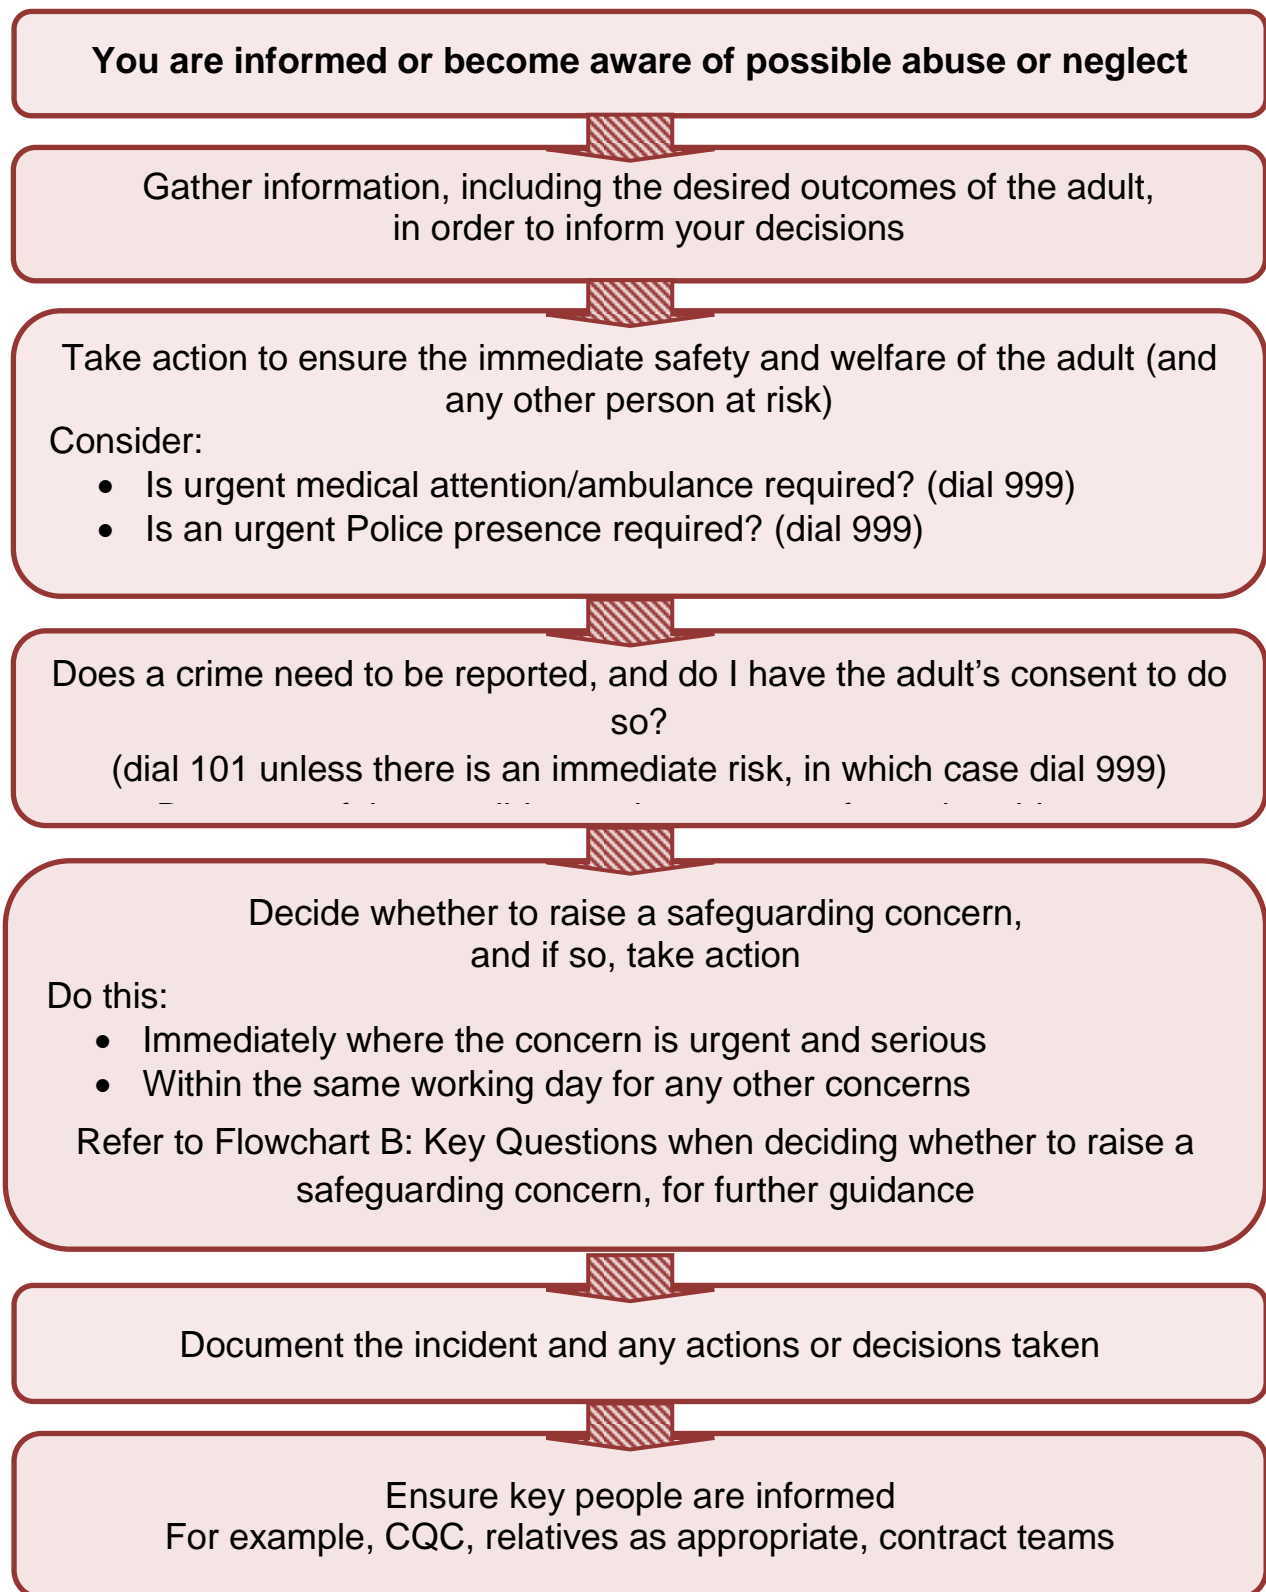 You are informed or become aware of possible abuse or neglect
Gather information, including the desired outcomes of the adult,
in order to inform your decisions
Take action to ensure the immediate safety and welfare of the adult (and
any other person at risk)
Consider:
• Is urgent medical attention/ambulance required? (dial 999)
• Is an urgent Police presence required? (dial 999)
Does a crime need to be reported, and do I have the adult’s consent to do
so?
(dial 101 unless there is an immediate risk, in which case dial 999)
Decide whether to raise a safeguarding concern,
and if so, take action
Do this:
• Immediately where the concern is urgent and serious
• Within the same working day for any other concerns
Refer to Flowchart B: Key Questions when deciding whether to raise a
safeguarding concern, for further guidance
Document the incident and any actions or decisions taken
Ensure key people are informed
For example, CQC, relatives as appropriate, contract teams